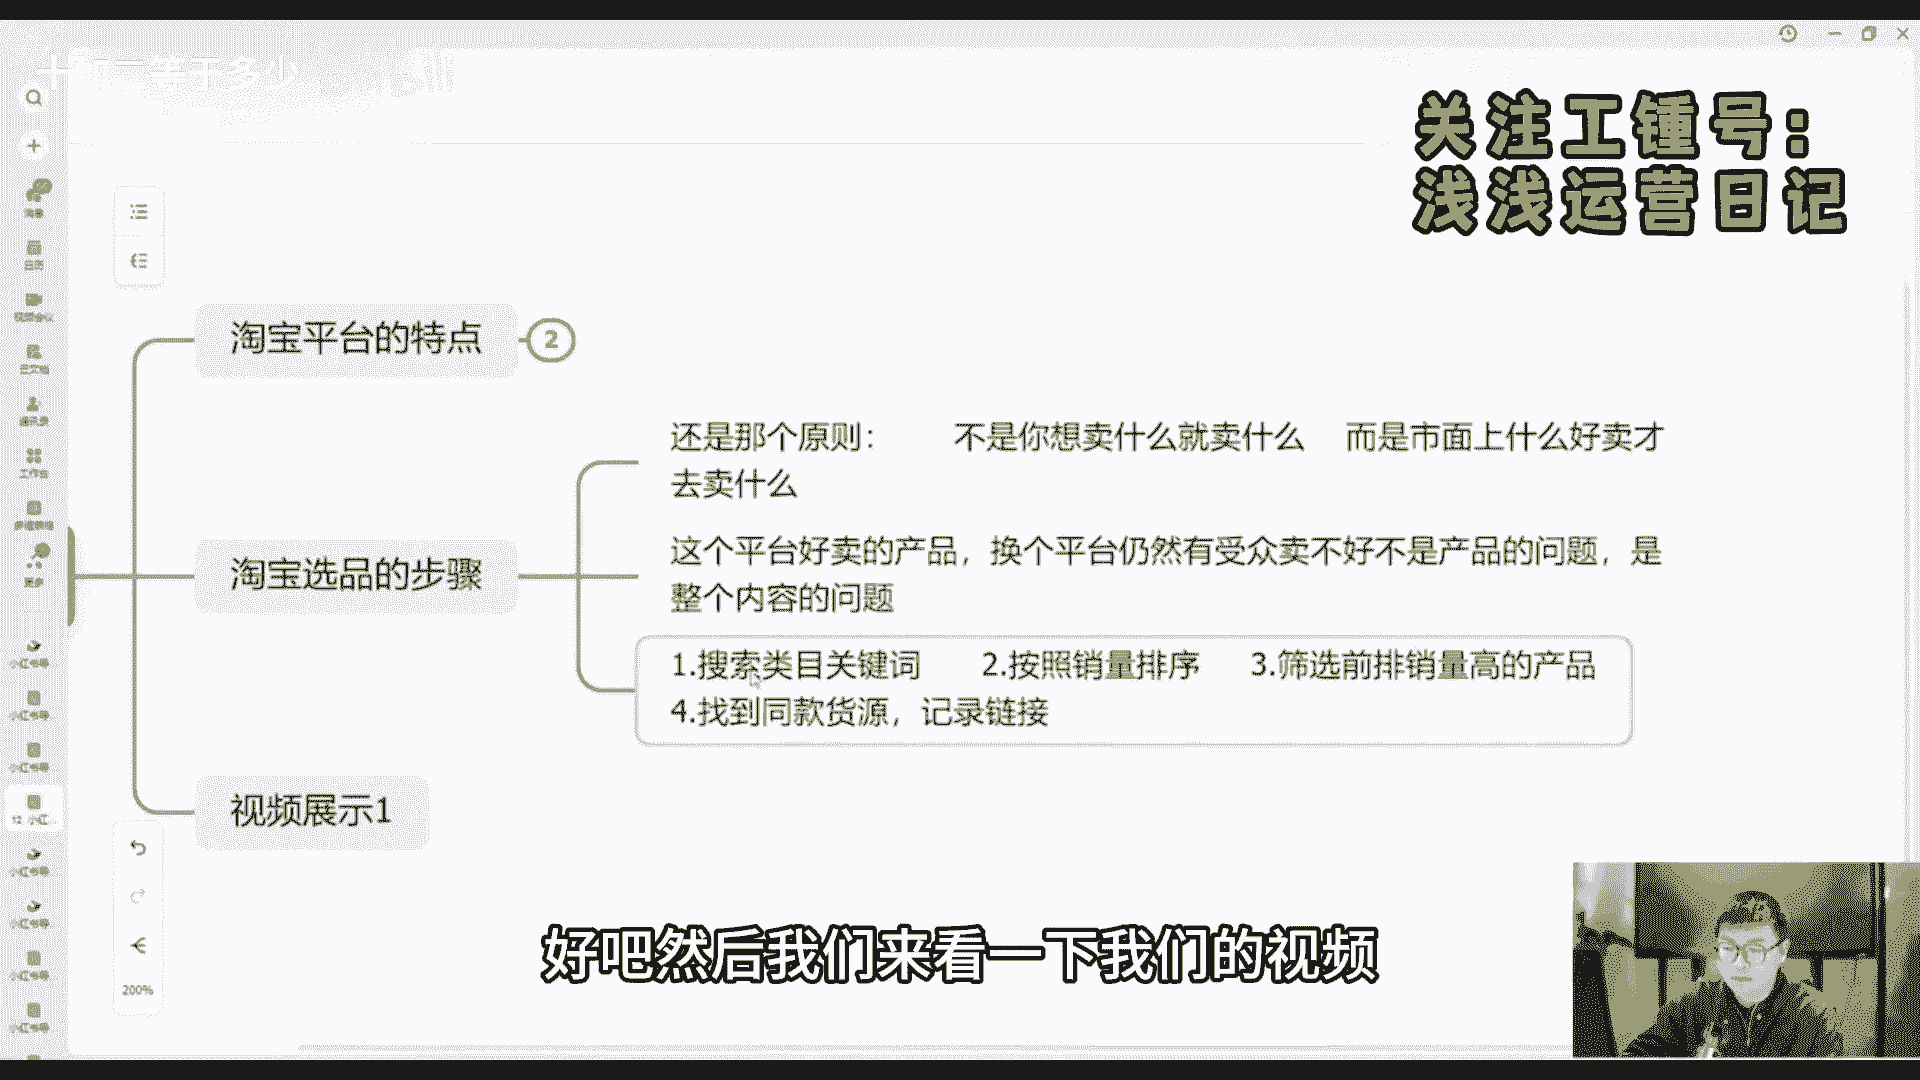 关注工锺号：
浅浅运营日记
淘宝平台的特点
2
还是那个原则： 不是你想卖什么就卖什么 而是市面上什么好卖才
去卖什么
淘宝选品的步骤
这个平台好卖的产品，换个平台仍然有受众卖不好不是产品的问题，是
整个内容的问题
1.搜索类目关键词 2.按照销量排序 3.筛选前排销量高的产品
4.找到同款货源，记录链接
视频展示1
200%
好吧然后我们来看一下我们的视频